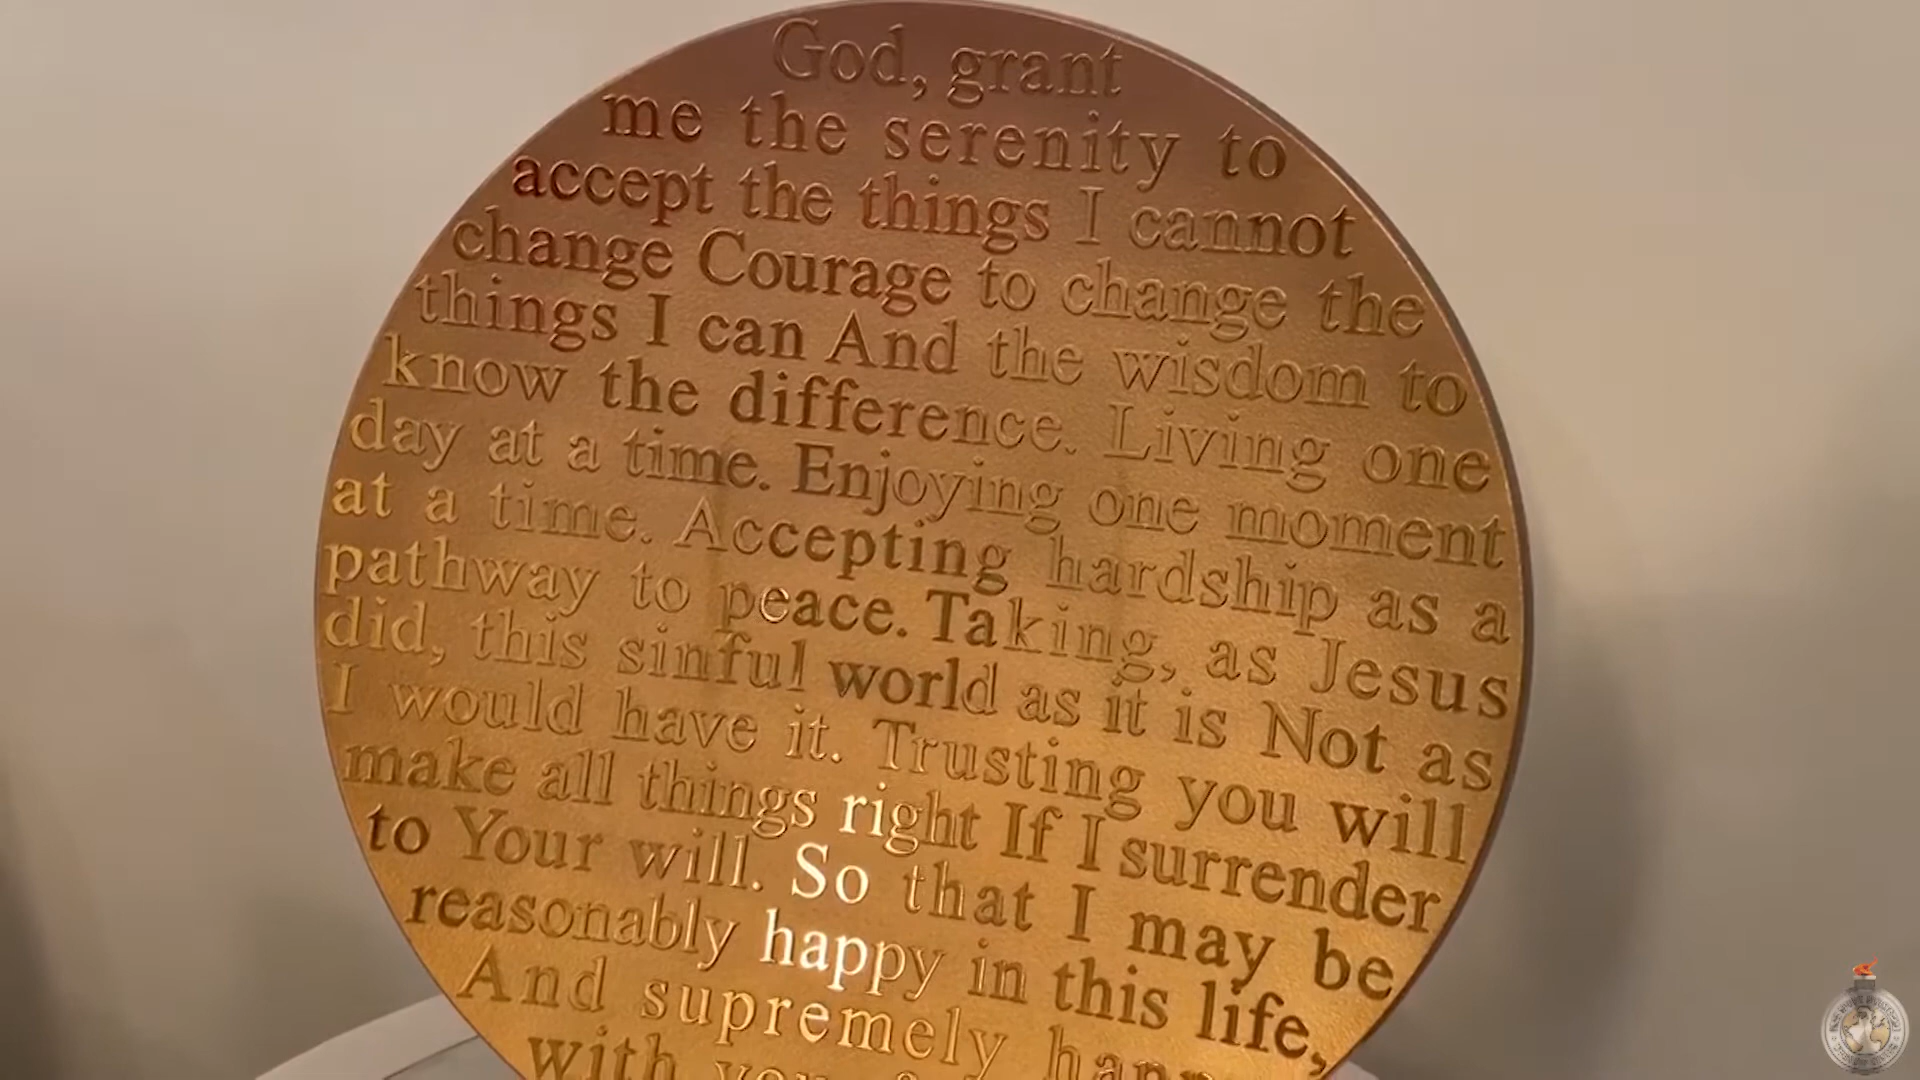 God, grant
me the serenity to
accept the things I cannot
change Courage to change the
things I can And the wisdom to
know the difference. Living one
day at a time. Enjoying one moment
at a time. Accepting hardship as a
pathway to peace. Taking, as Jesus
did, this sinful world as it is Not as
I would have it. Trusting you will
make all things right If I surrender
to Your will. So that I may be
reasonably happy in this life,
And supremely
with